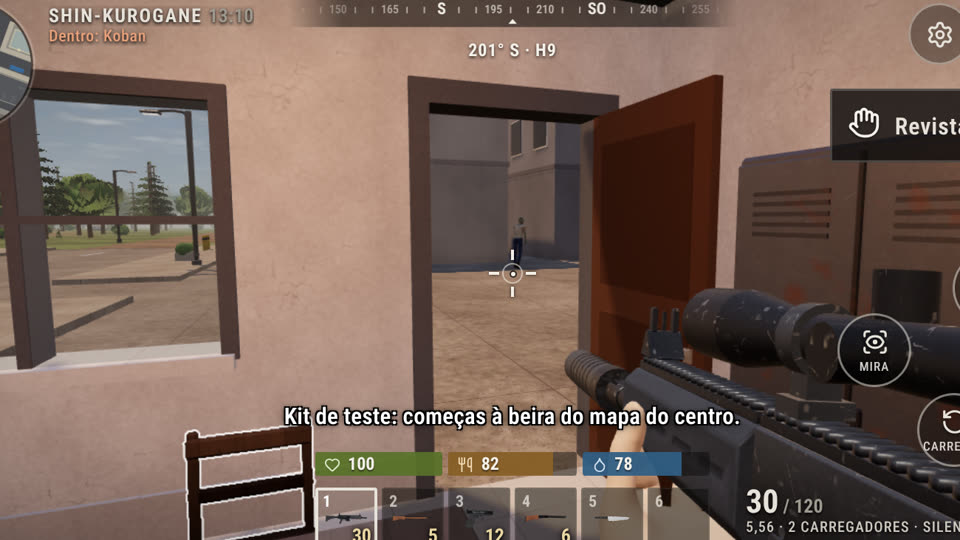 SHIN-KUROGANE 13:10
Dentro: Koban
150 165 S 195 210 SO 240 255
201° S · H9
Revista
MIRA
CARRE
Kit de teste: começas à beira do mapa do centro.
100 82 78
1 2 3 4 5 6
30 5 12 6
30 / 120
5,56 · 2 CARREGADORES · SILEN